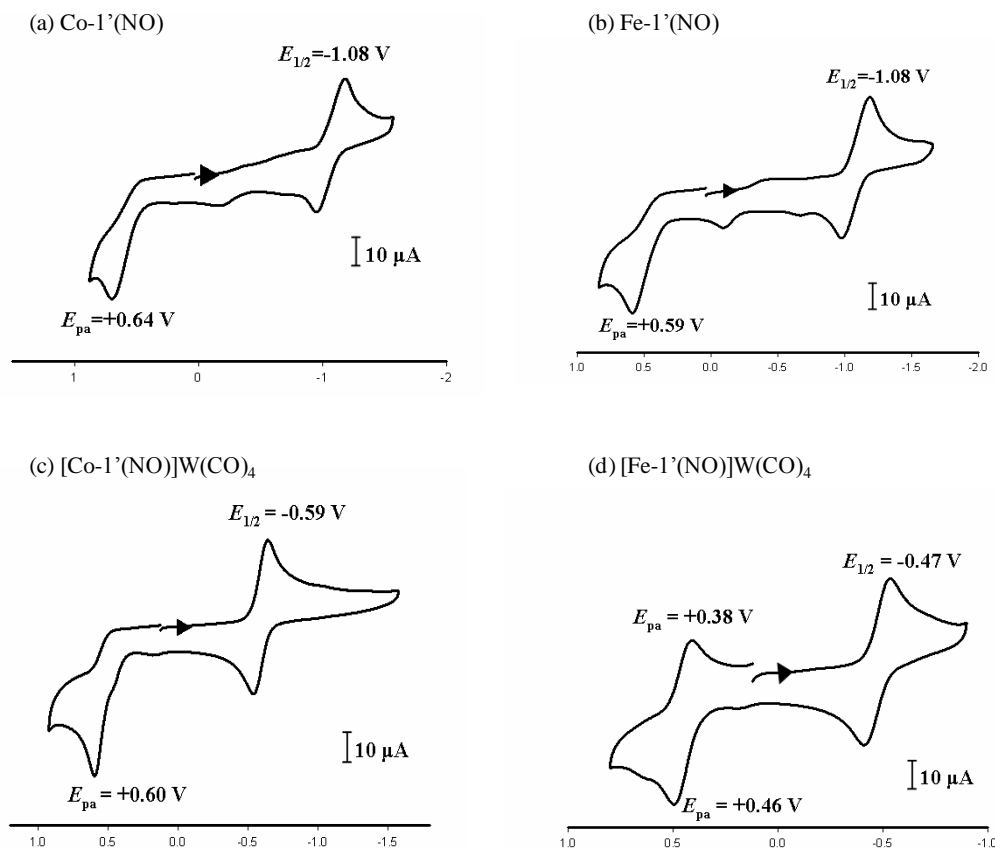 (a) Co-1’(NO)
E1/2=-1.08 V
10 µA
Epa=+0.64 V
1 0 -1 -2
(b) Fe-1’(NO)
E1/2=-1.08 V
10 µA
Epa=+0.59 V
1.0 0.5 0.0 -0.5 -1.0 -1.5 -2.0
(c) [Co-1’(NO)]W(CO)4
E1/2 = -0.59 V
10 µA
Epa = +0.60 V
1.0 0.5 0.0 -0.5 -1.0 -1.5
(d) [Fe-1’(NO)]W(CO)4
E1/2 = -0.47 V
Epa = +0.38 V
10 µA
Epa = +0.46 V
1.0 0.5 0.0 -0.5 -1.0